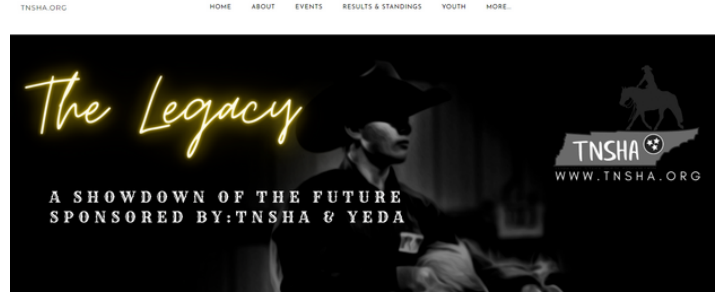 TNSHA.ORG
HOME ABOUT EVENTS RESULTS & STANDINGS YOUTH MORE...
The Legacy
A SHOWDOWN OF THE FUTURE
SPONSORED BY:TNSHA & YEDA
TNSHA
WWW.TNSHA.ORG